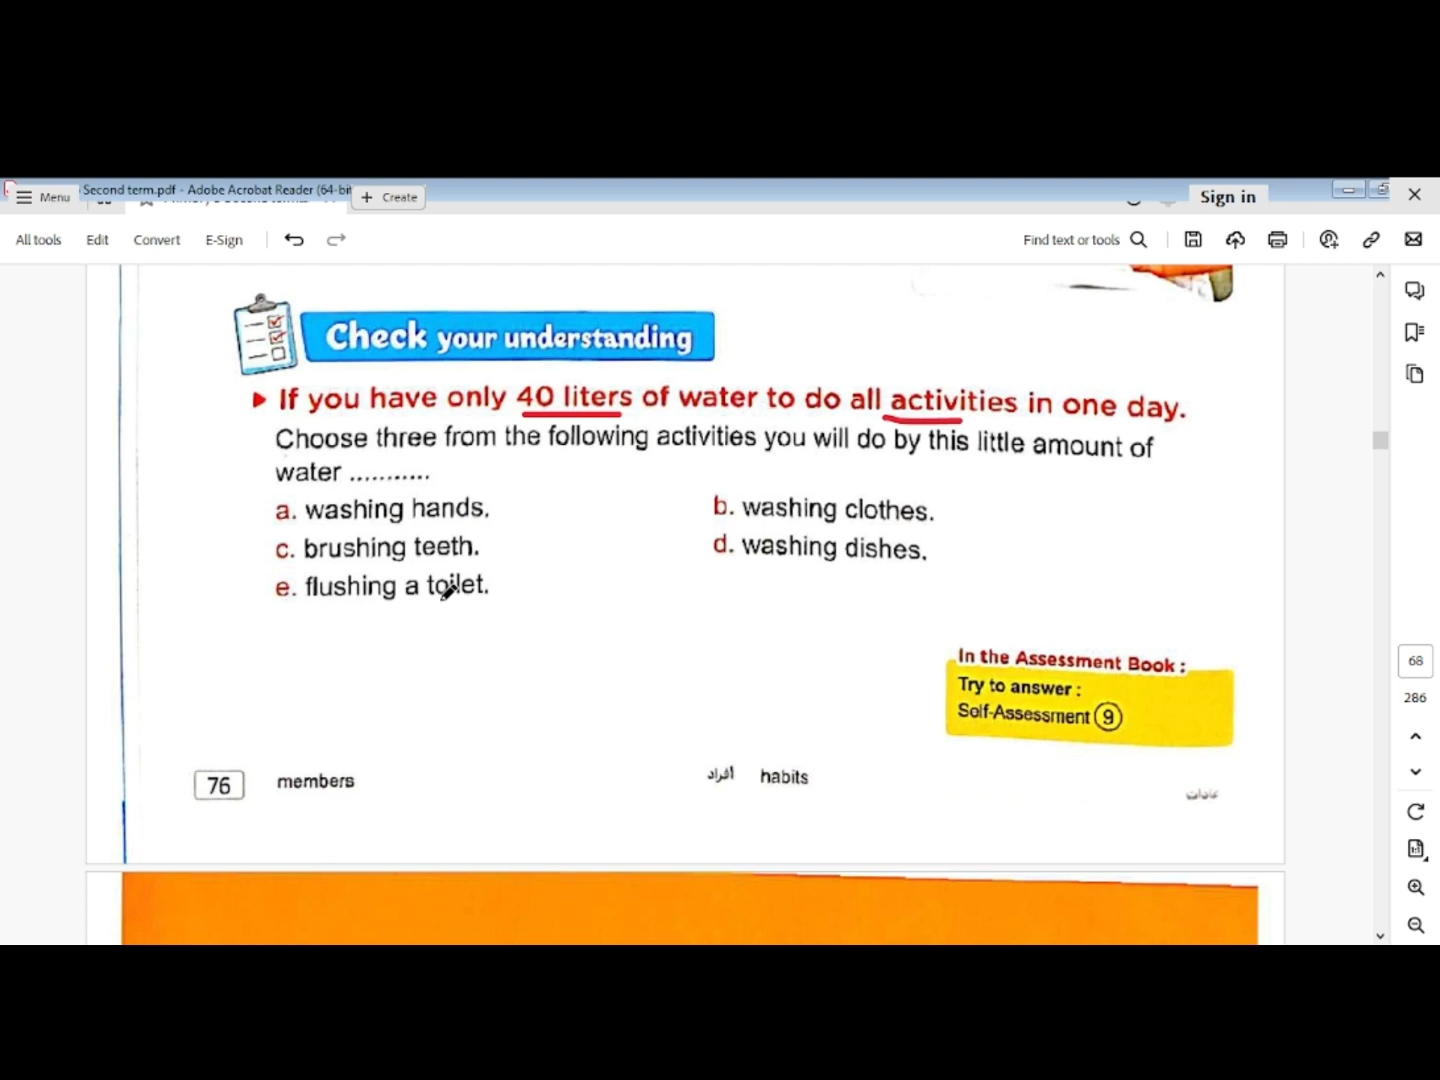 Second term.pdf - Adobe Acrobat Reader (64-bit
Menu
Create
Sign in
All tools
Edit
Convert
E-Sign
Find text or tools
Check your understanding
If you have only 40 liters of water to do all activities in one day.
Choose three from the following activities you will do by this little amount of
water ...........
a. washing hands.
b. washing clothes.
c. brushing teeth.
d. washing dishes.
e. flushing a toilet.
In the Assessment Book :
Try to answer :
Self-Assessment 9
68
286
76
members
أفراد
habits
عادات